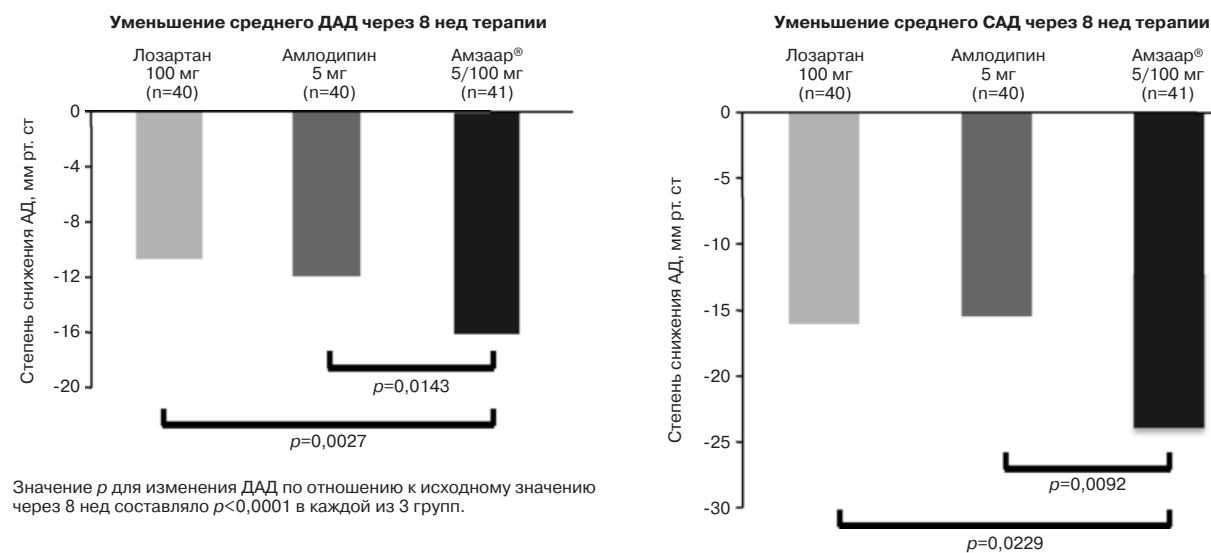 Уменьшение среднего ДАД через 8 нед терапии
Лозартан
100 мг
(n=40)
Амлодипин
5 мг
(n=40)
Амзаар®
5/100 мг
(n=41)
Степень снижения АД, мм рт. ст
0
-4
-8
-12
-16
-20
p=0,0143
p=0,0027
Значение p для изменения ДАД по отношению к исходному значению
через 8 нед составляло p<0,0001 в каждой из 3 групп.
Уменьшение среднего САД через 8 нед терапии
Лозартан
100 мг
(n=40)
Амлодипин
5 мг
(n=40)
Амзаар®
5/100 мг
(n=41)
Степень снижения АД, мм рт. ст
0
-5
-10
-15
-20
-25
-30
p=0,0092
p=0,0229